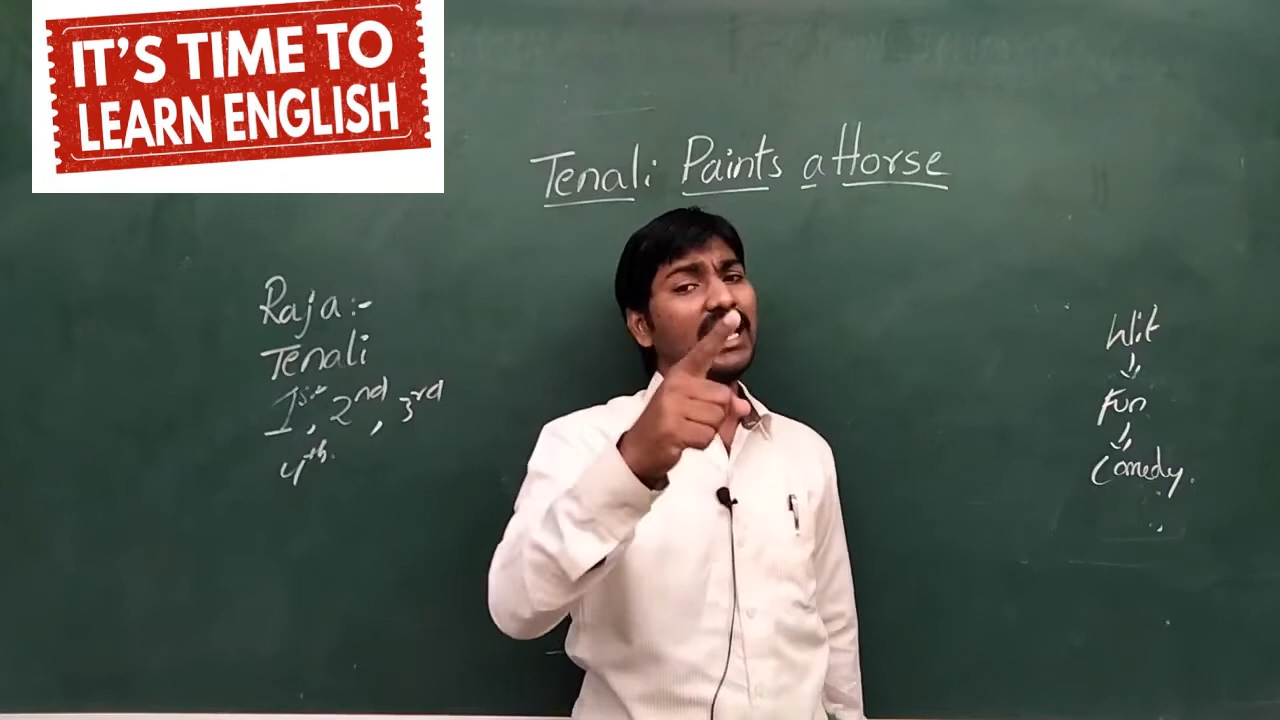 IT'S TIME TO
LEARN ENGLISH
Tenali Paints a Horse
Raja:-
Tenali
1st, 2nd, 3rd
4th.
Wit
Fun
Comedy.